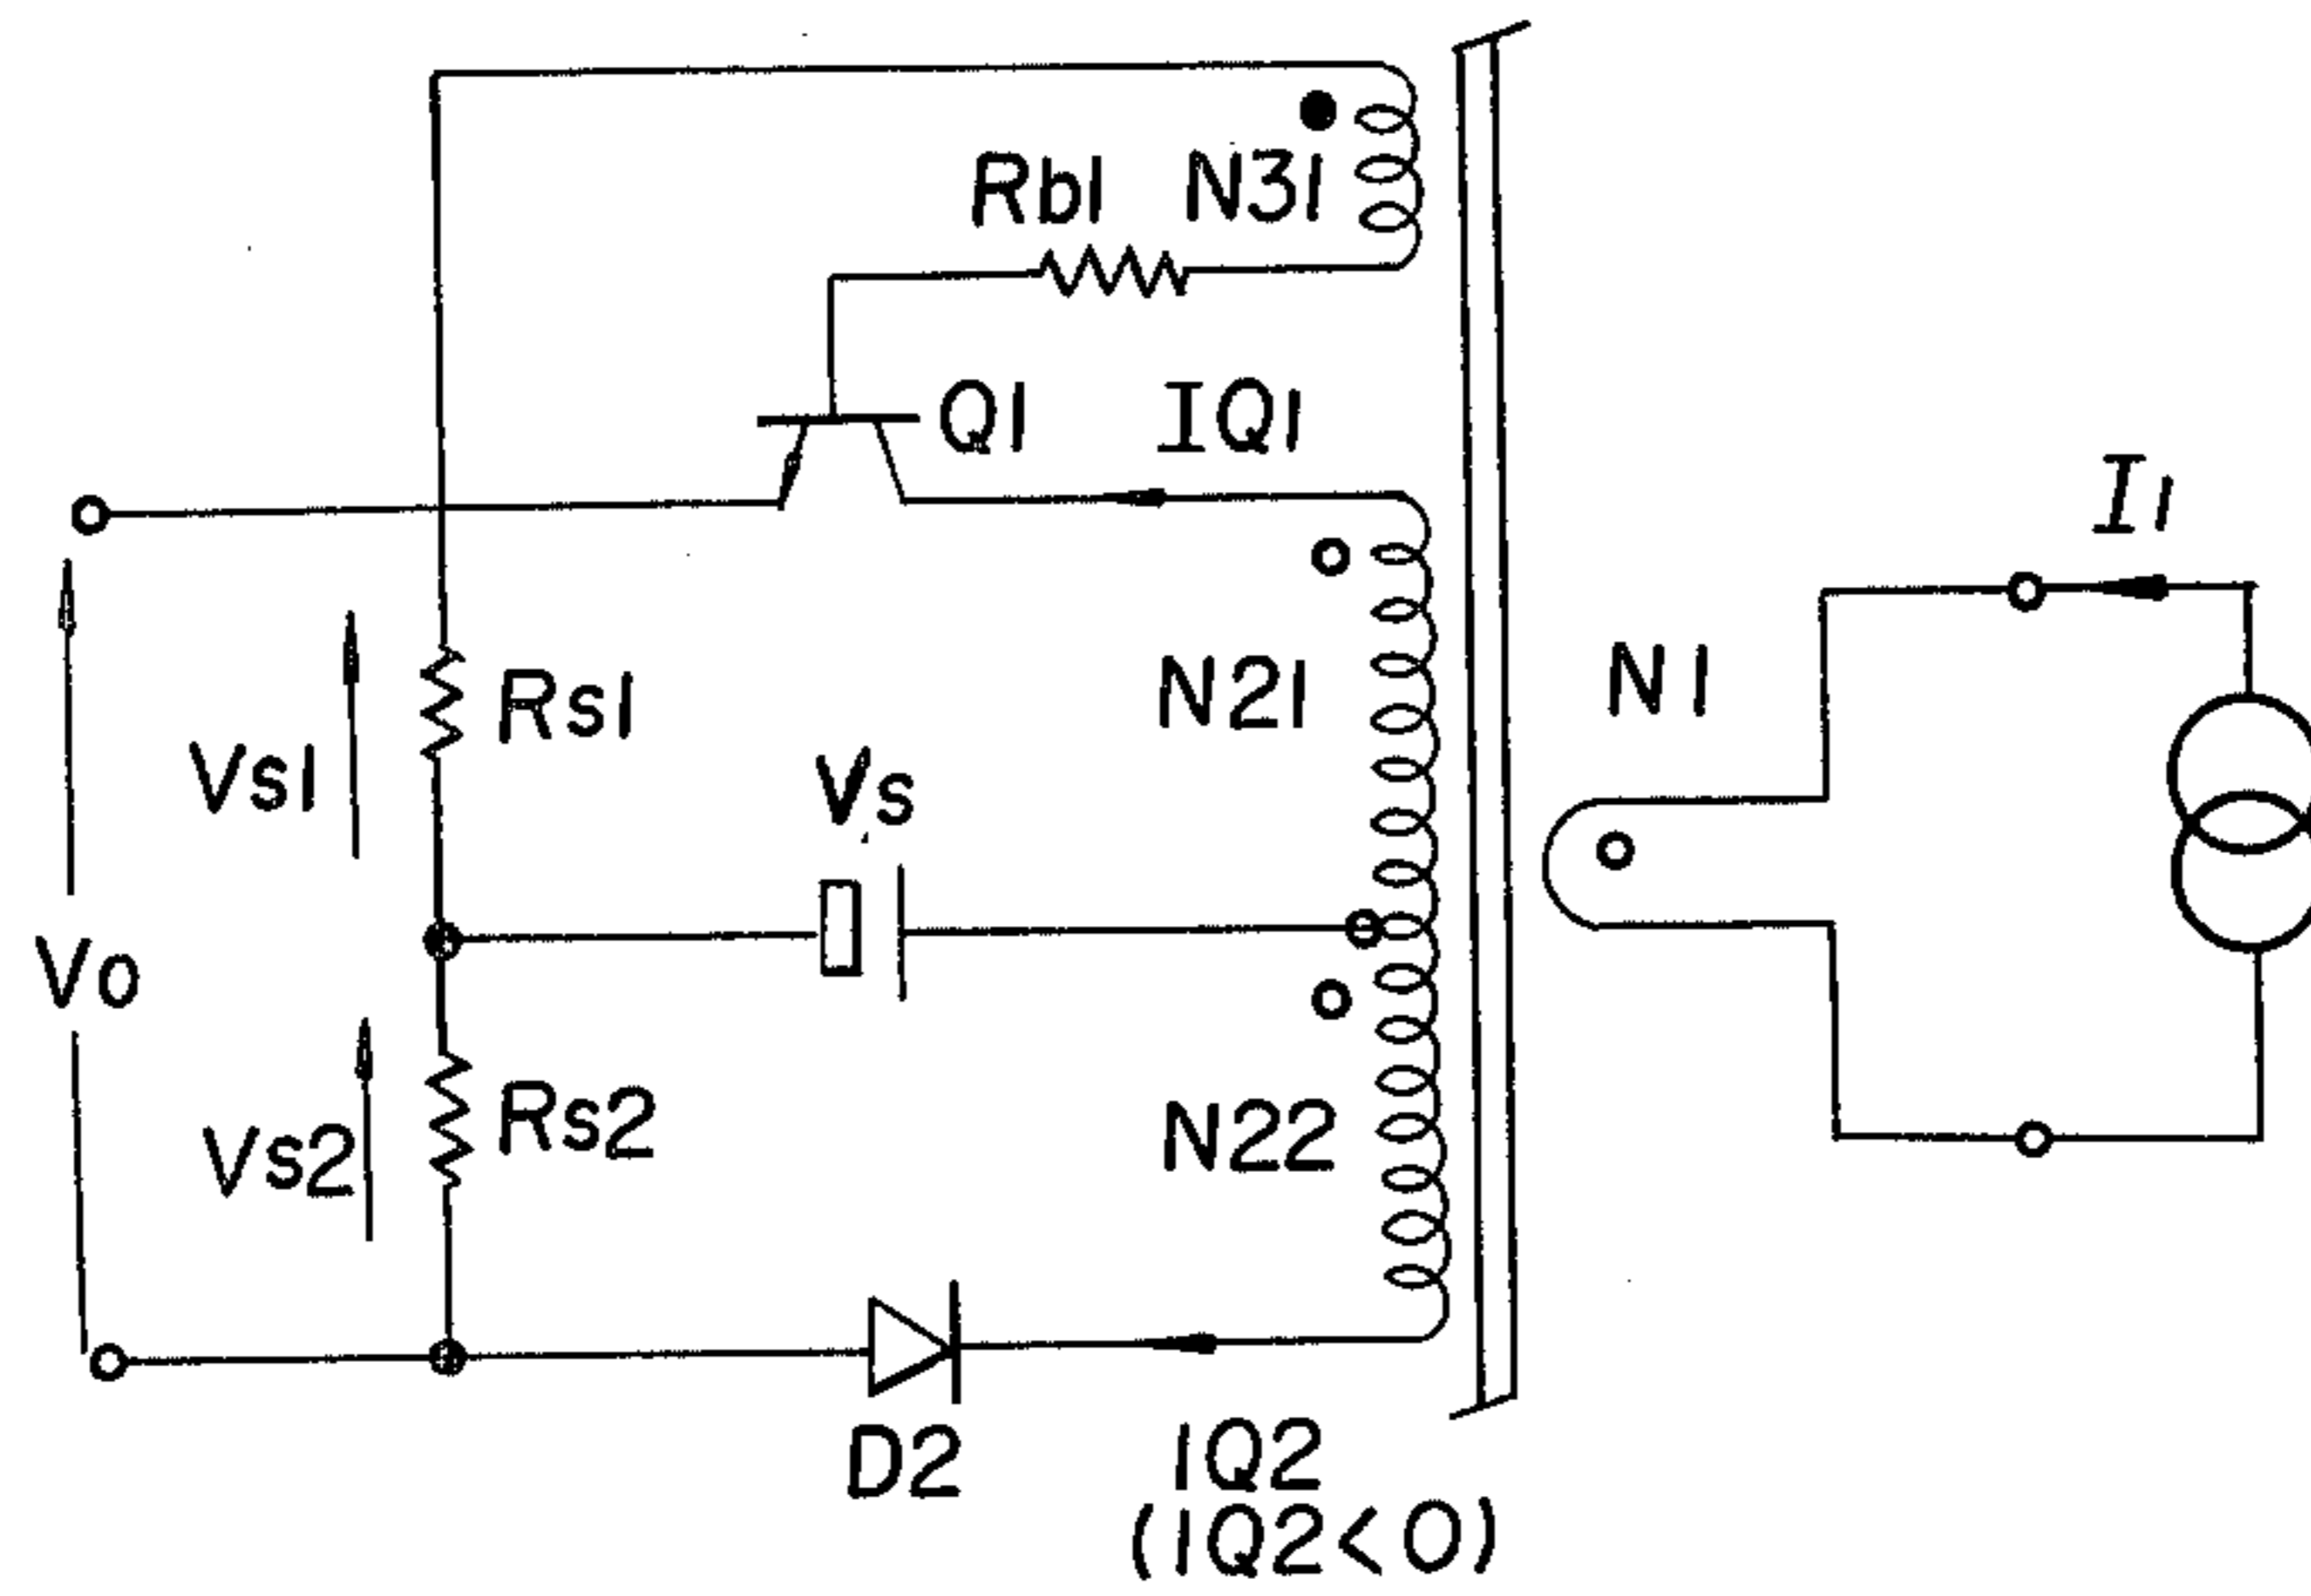 Rb1 N31
Q1 IQ1
I1
N1
Rs1
N21
Vs1
Vs
Vo
Rs2
N22
Vs2
D2
IQ2
(IQ2<0)